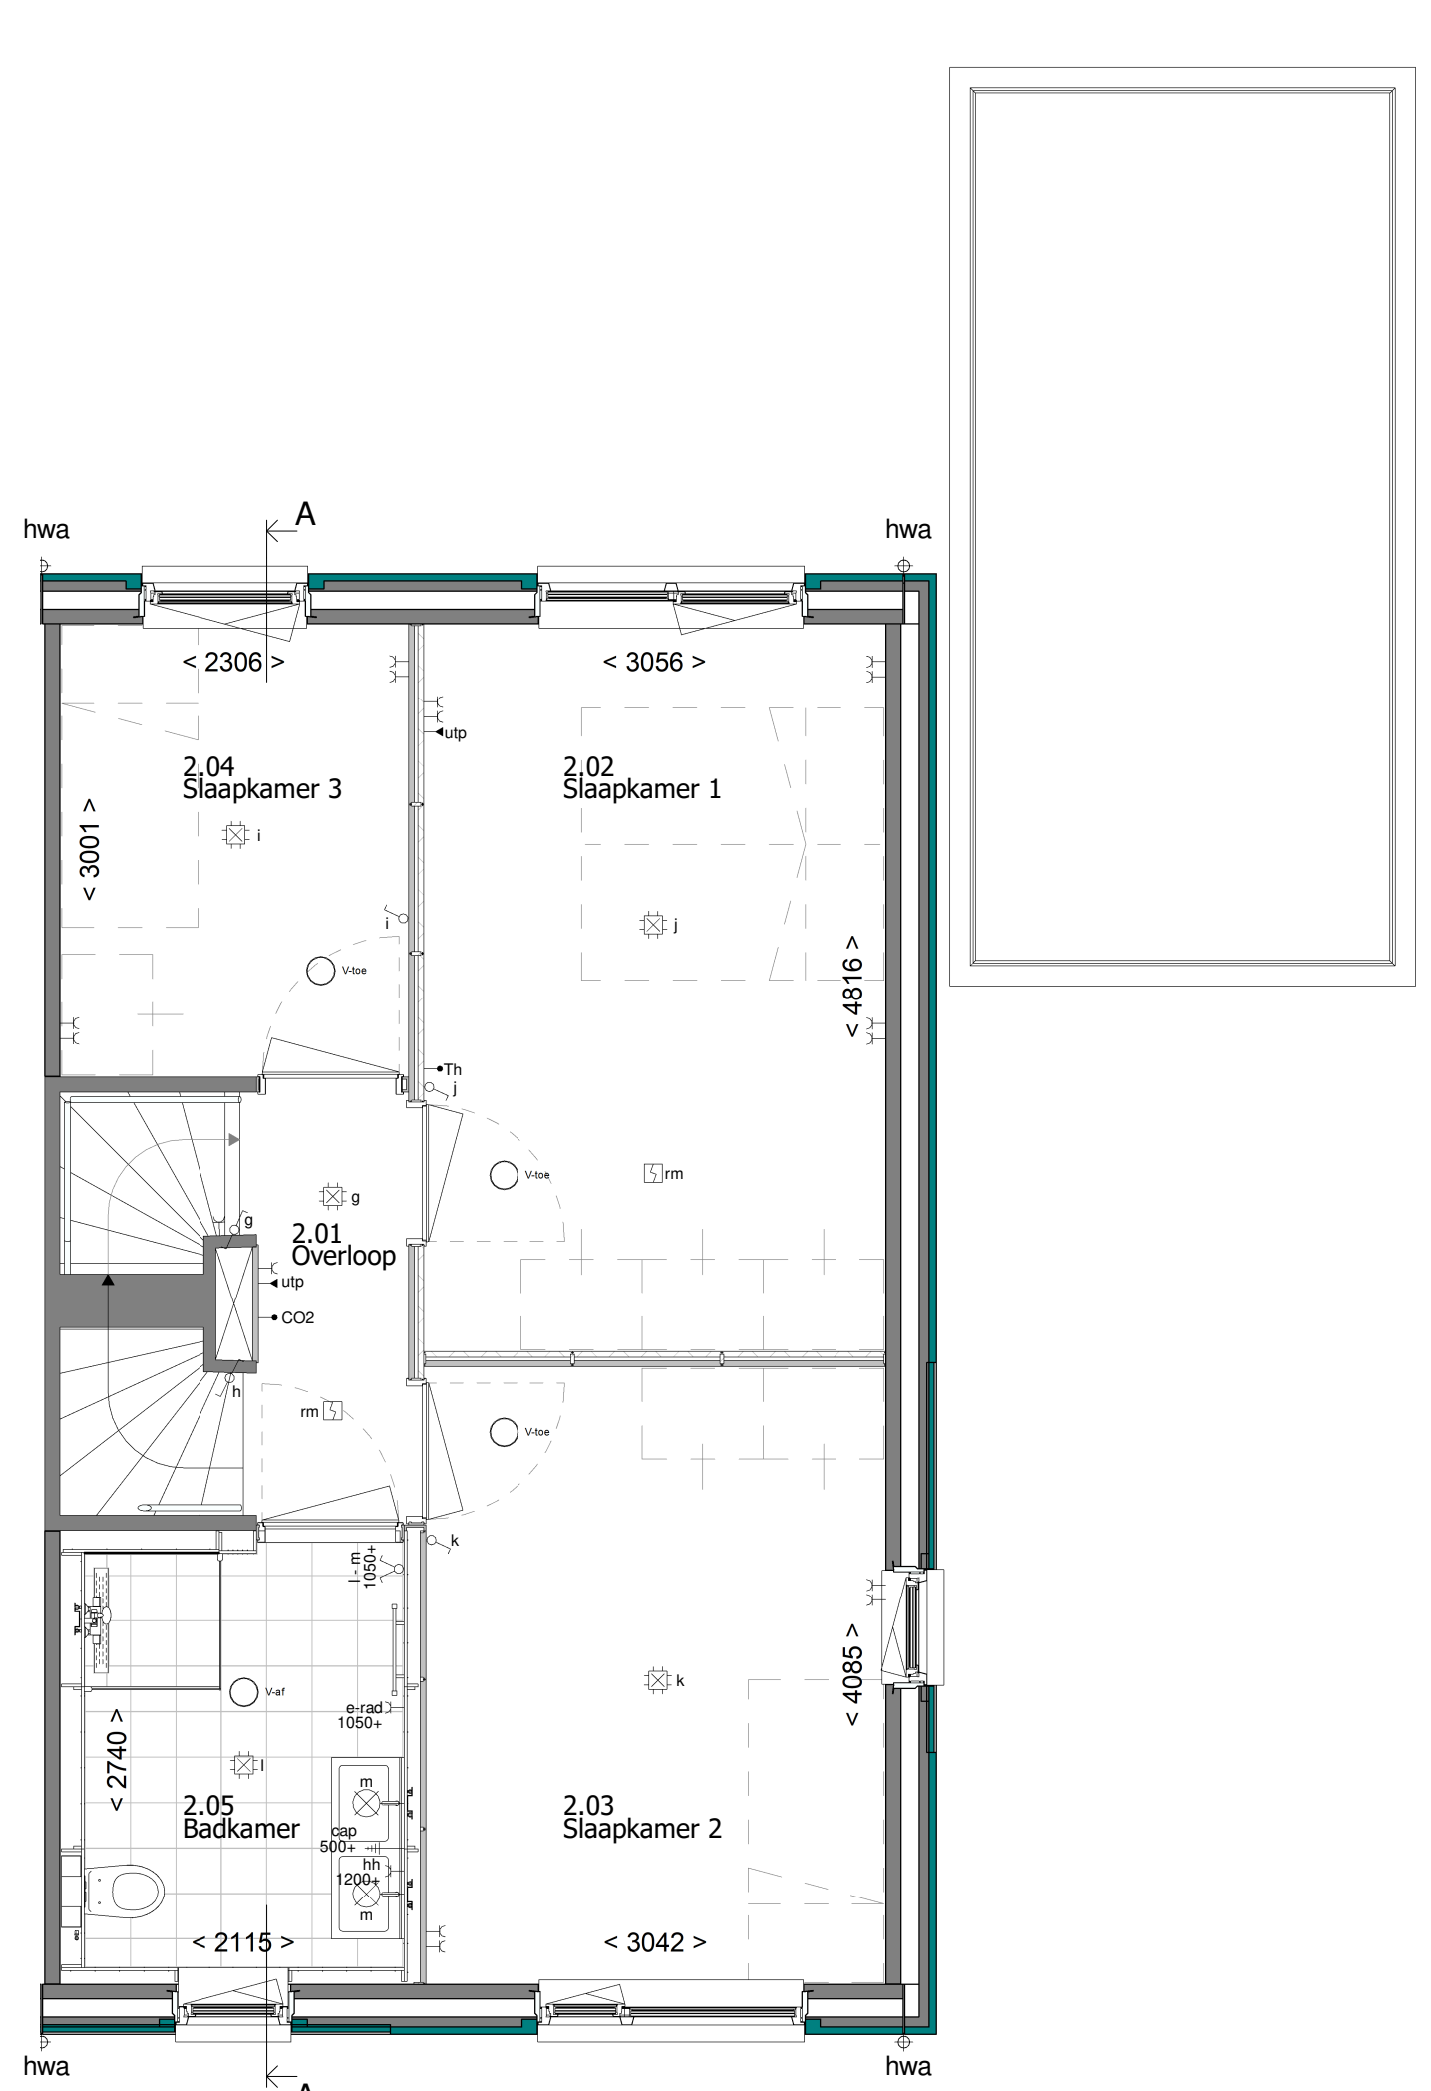 A
hwa
hwa
< 2306 >
< 3056 >
utp
2.04
Slaapkamer 3
2.02
Slaapkamer 1
< 3001 >
i
i
j
< 4816 >
V-toe
Th
j
V-toe
rm
g
g
2.01
Overloop
utp
CO2
h
rm
V-toe
k
l - m
1050+
V-af
e-rad
1050+
k
< 4085 >
< 2740 >
l
m
2.05
Badkamer
2.03
Slaapkamer 2
cap
500+
hh
1200+
m
< 2115 >
< 3042 >
hwa
hwa
A